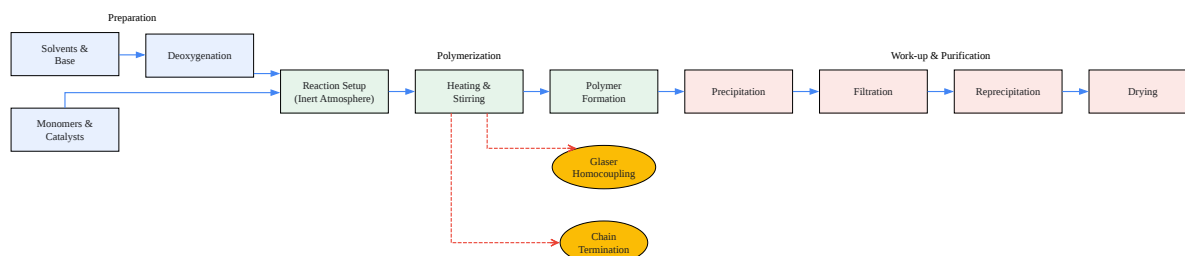 Preparation
Solvents &
Base
Deoxygenation
Monomers &
Catalysts
Polymerization
Reaction Setup
(Inert Atmosphere)
Heating &
Stirring
Polymer
Formation
Glaser
Homocoupling
Chain
Termination
Work-up & Purification
Precipitation
Filtration
Reprecipitation
Drying